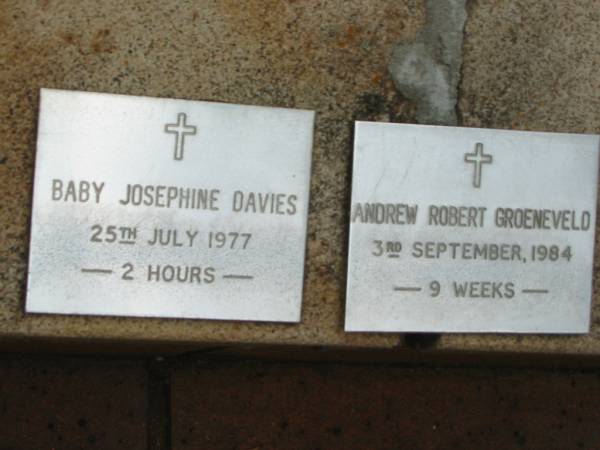 BABY JOSEPHINE DAVIES
25TH JULY 1977
— 2 HOURS —
ANDREW ROBERT GROENEVELD
3RD SEPTEMBER, 1984
— 9 WEEKS —